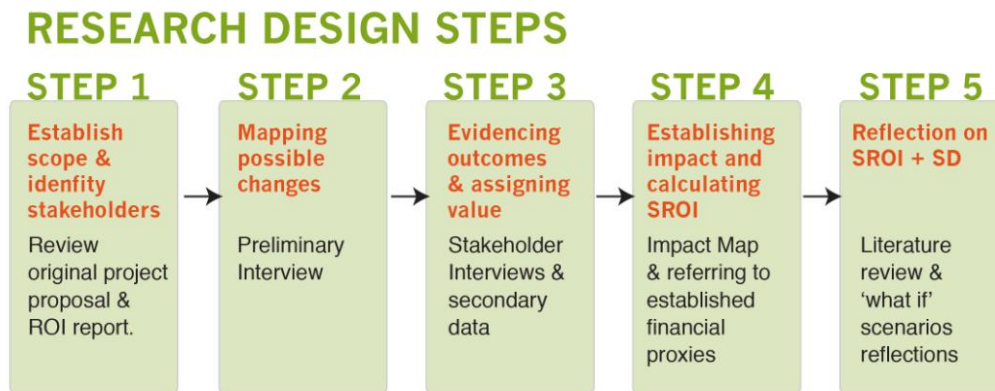 RESEARCH DESIGN STEPS
STEP 1
Establish
scope &
idenfity
stakeholders
Review
original project
proposal &
ROI report.
STEP 2
Mapping
possible
changes
Preliminary
Interview
STEP 3
Evidencing
outcomes
& assigning
value
Stakeholder
Interviews &
secondary
data
STEP 4
Establishing
impact and
calculating
SROI
Impact Map
& referring to
established
financial
proxies
STEP 5
Reflection on
SROI + SD
Literature
review &
‘what if’
scenarios
reflections